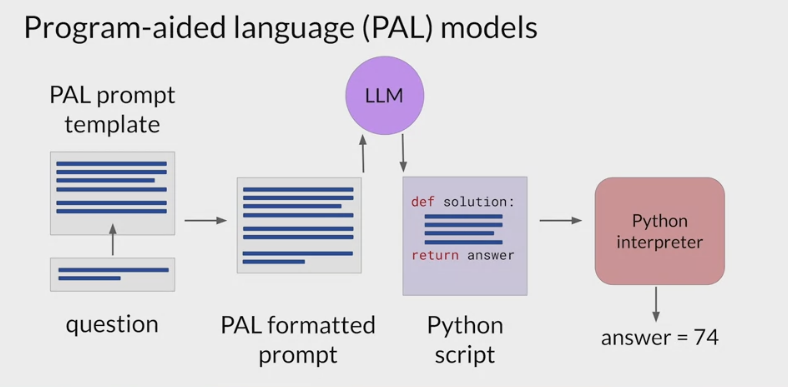 Program-aided language (PAL) models
PAL prompt
template
question
PAL formatted
prompt
LLM
def solution:
return answer
Python
script
Python
interpreter
answer = 74